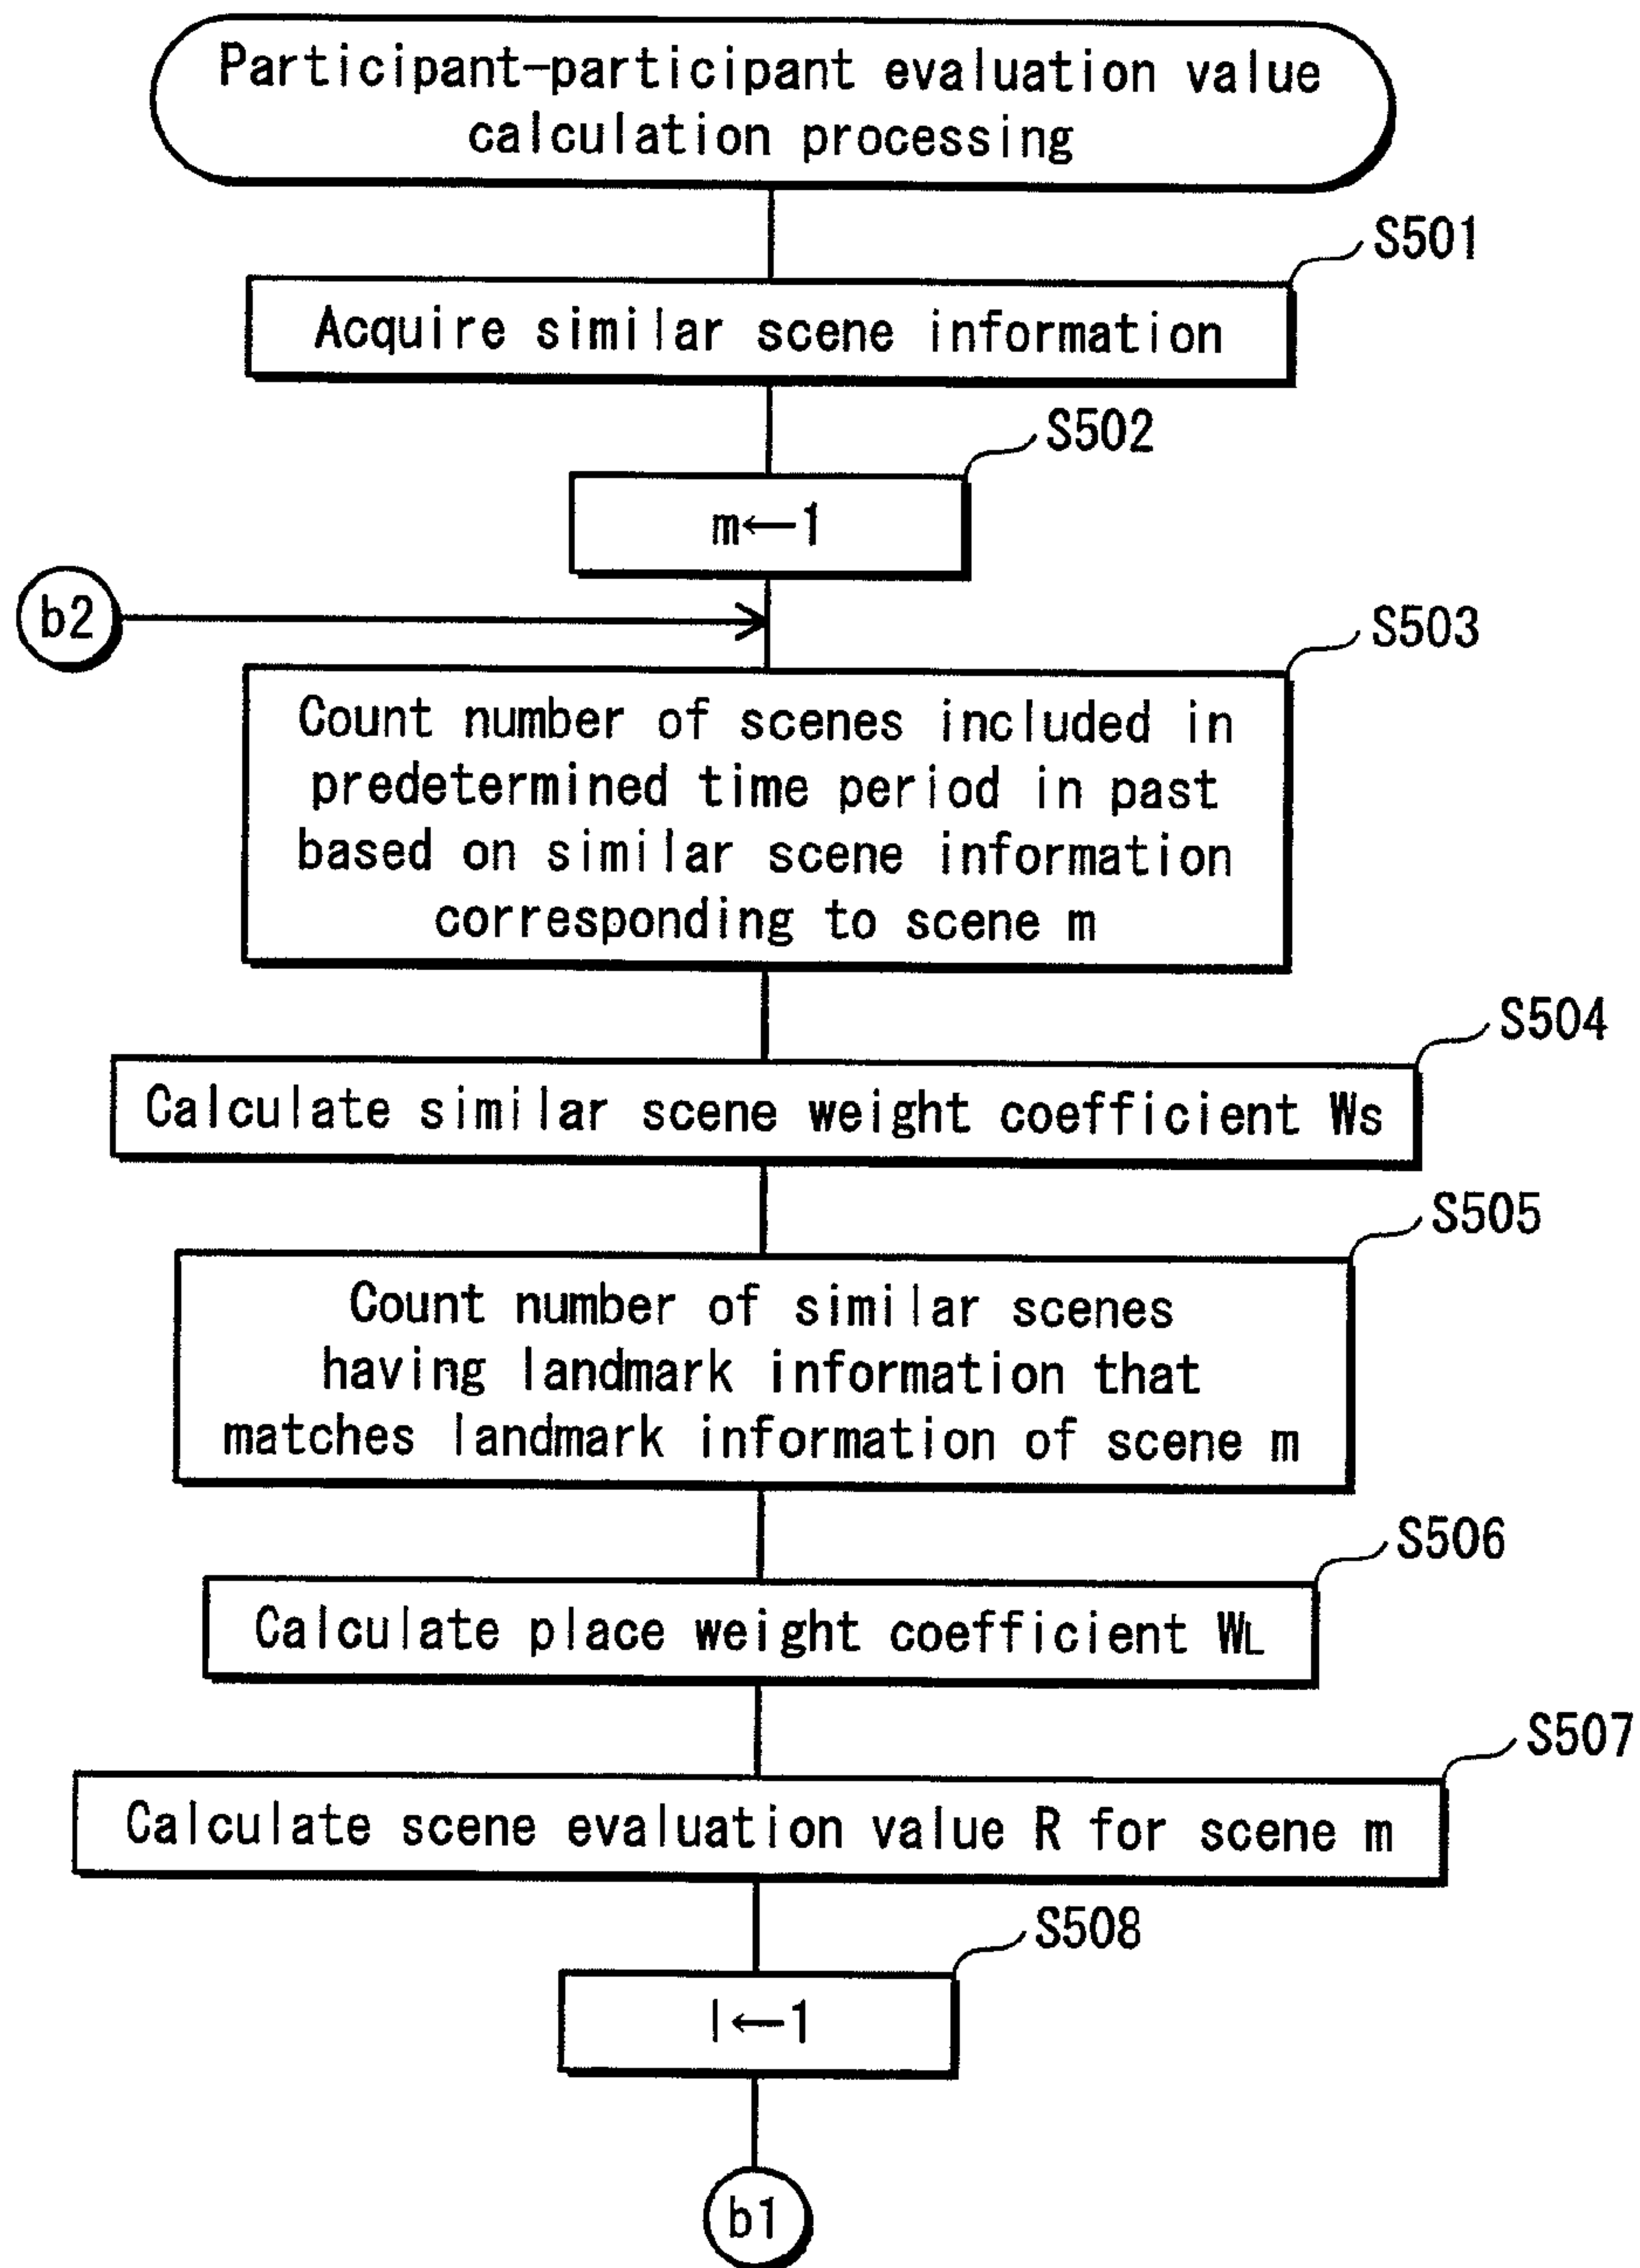 Participant-participant evaluation value
calculation processing
S501
Acquire similar scene information
S502
m←1
b2
S503
Count number of scenes included in
predetermined time period in past
based on similar scene information
corresponding to scene m
S504
Calculate similar scene weight coefficient Ws
S505
Count number of similar scenes
having landmark information that
matches landmark information of scene m
S506
Calculate place weight coefficient WL
S507
Calculate scene evaluation value R for scene m
S508
l←1
b1